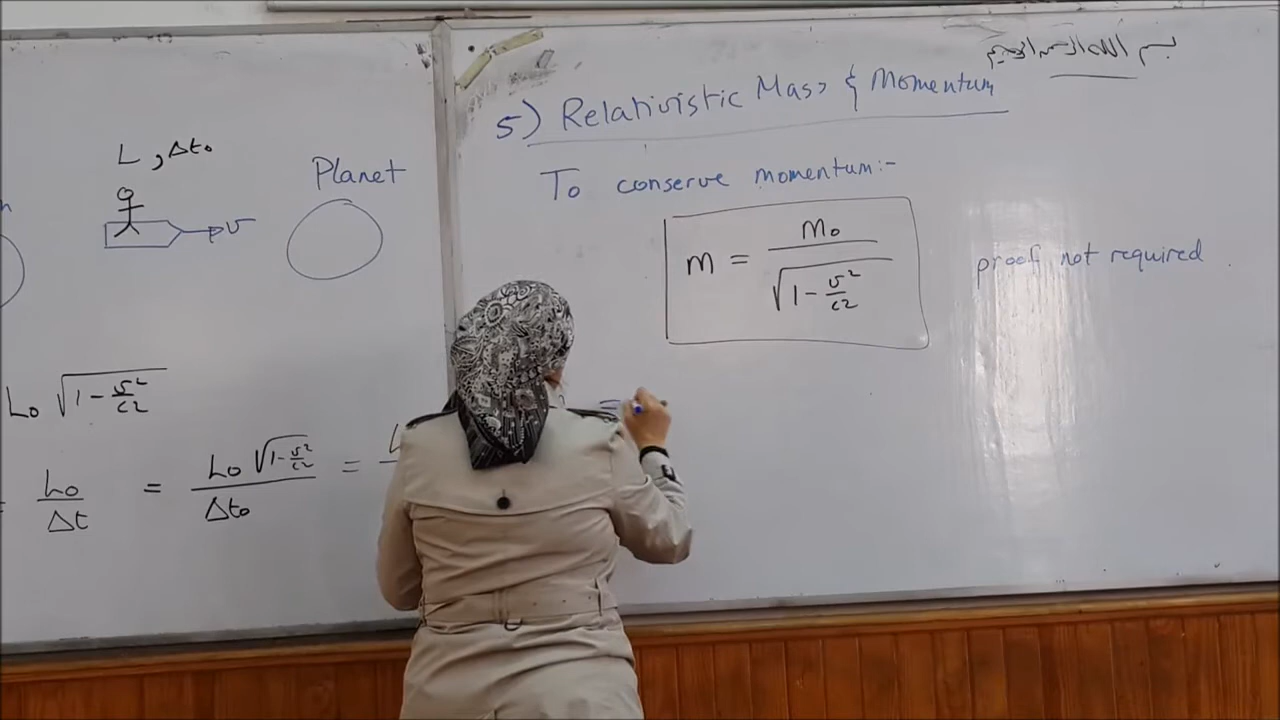 L , Δt₀
Planet
v
L₀ √(1 - v²/c²)
= L₀/Δt = L₀ √(1 - v²/c²)/Δt₀ =
بسم الله الرحمن الرحيم
5) Relativistic Mass & Momentum
To conserve momentum:-
m = m₀/√(1 - v²/c²)
proof not required
=